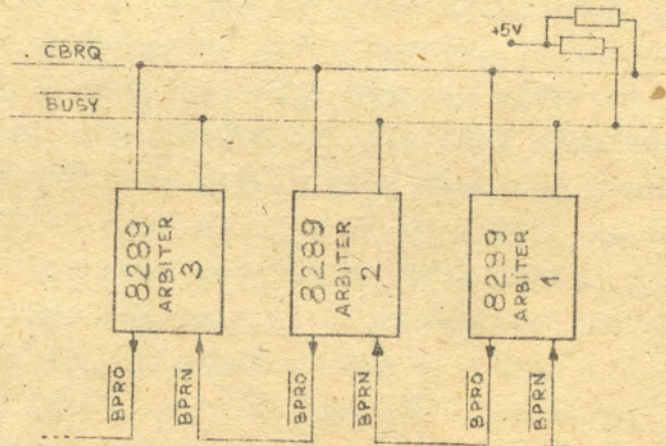 +5V
CBRQ
BUSY
8289
ARBITER
3
8289
ARBITER
2
8289
ARBITER
1
BPRO
BPRN
BPRO
BPRN
BPRO
BPRN